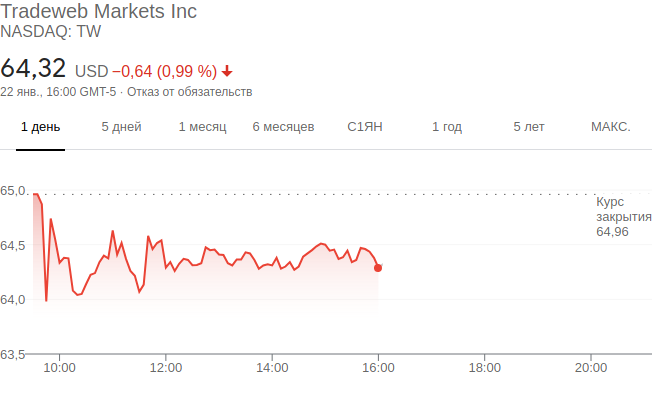 Tradeweb Markets Inc
NASDAQ: TW
64,32 USD −0,64 (0,99 %)
22 янв., 16:00 GMT-5 · Отказ от обязательств
1 день 5 дней 1 месяц 6 месяцев С1ЯН 1 год 5 лет МАКС.
65,0
Курс
закрытия
64,96
64,5
64,0
63,5
10:00 12:00 14:00 16:00 18:00 20:00